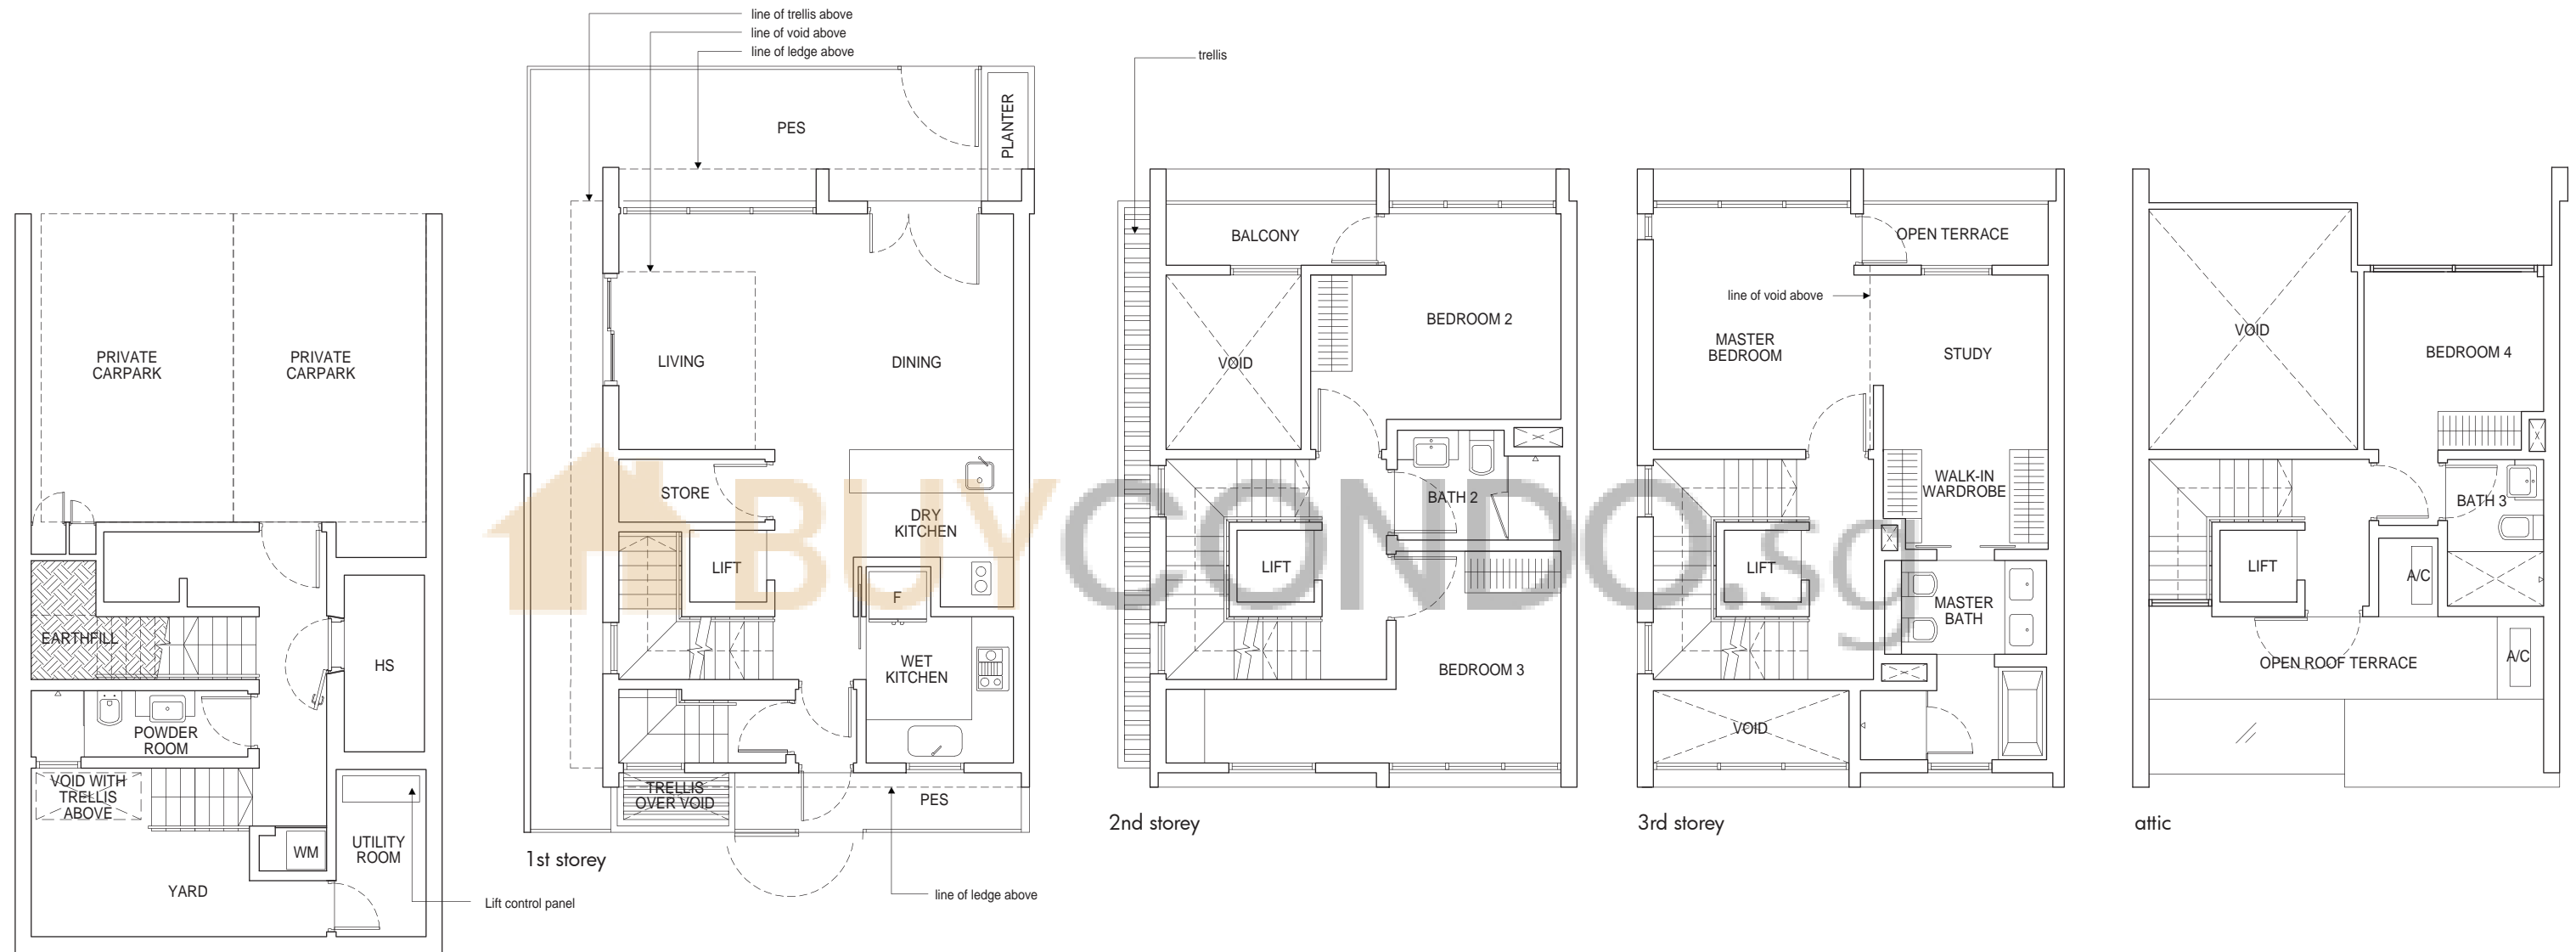 line of trellis above
line of void above
line of ledge above
PES
PLANTER
trellis
PRIVATE
CARPARK
PRIVATE
CARPARK
EARTHFILL
HS
POWDER
ROOM
VOID WITH
TRELLIS
ABOVE
WM
UTILITY
ROOM
YARD
Lift control panel
LIVING
DINING
STORE
DRY
KITCHEN
LIFT
F
WET
KITCHEN
TRELLIS
OVER VOID
PES
1st storey
line of ledge above
BALCONY
BEDROOM 2
VOID
BATH 2
LIFT
BEDROOM 3
2nd storey
OPEN TERRACE
line of void above
MASTER
BEDROOM
STUDY
WALK-IN
WARDROBE
LIFT
MASTER
BATH
VOID
3rd storey
VOID
BEDROOM 4
BATH 3
LIFT
A/C
OPEN ROOF TERRACE
A/C
attic
BUYCONDO.sg